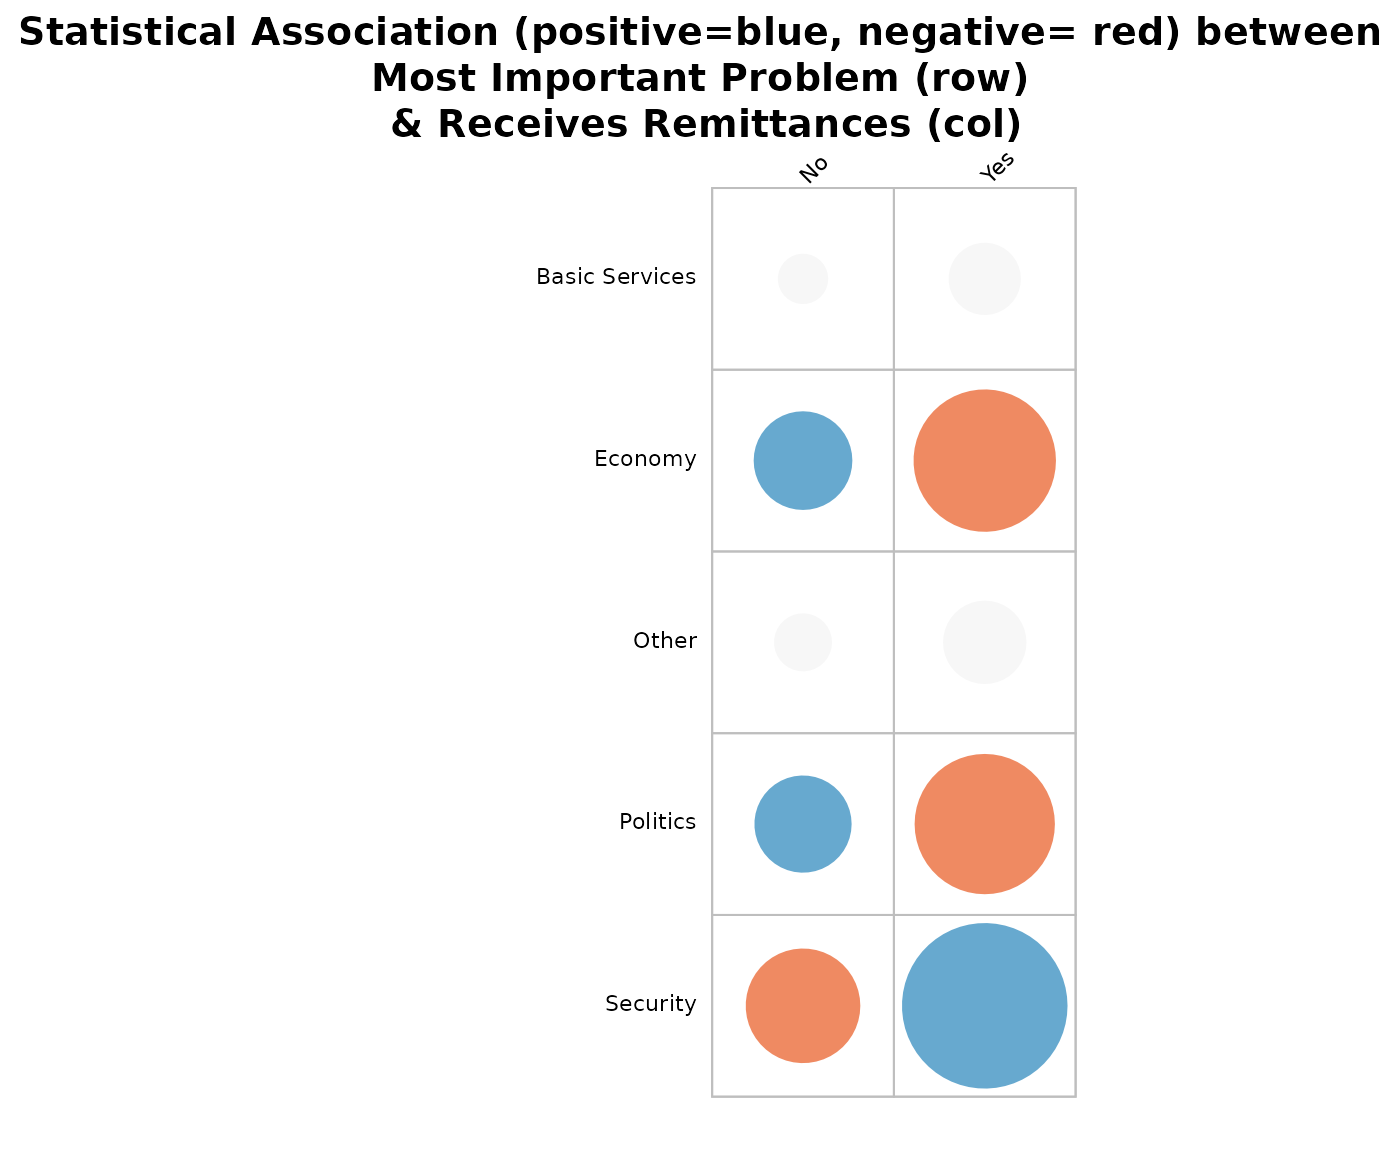 Statistical Association (positive=blue, negative= red) between
Most Important Problem (row)
& Receives Remittances (col)
No Yes
Basic Services
Economy
Other
Politics
Security